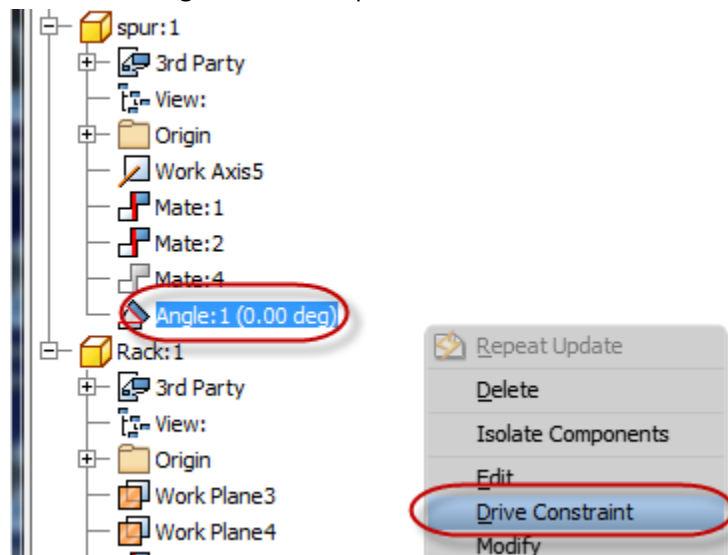 spur:1
3rd Party
View:
Origin
Work Axis5
Mate:1
Mate:2
Mate:4
Angle:1 (0.00 deg)
Rack:1
3rd Party
View:
Origin
Work Plane3
Work Plane4
Repeat Update
Delete
Isolate Components
Edit
Drive Constraint
Modify